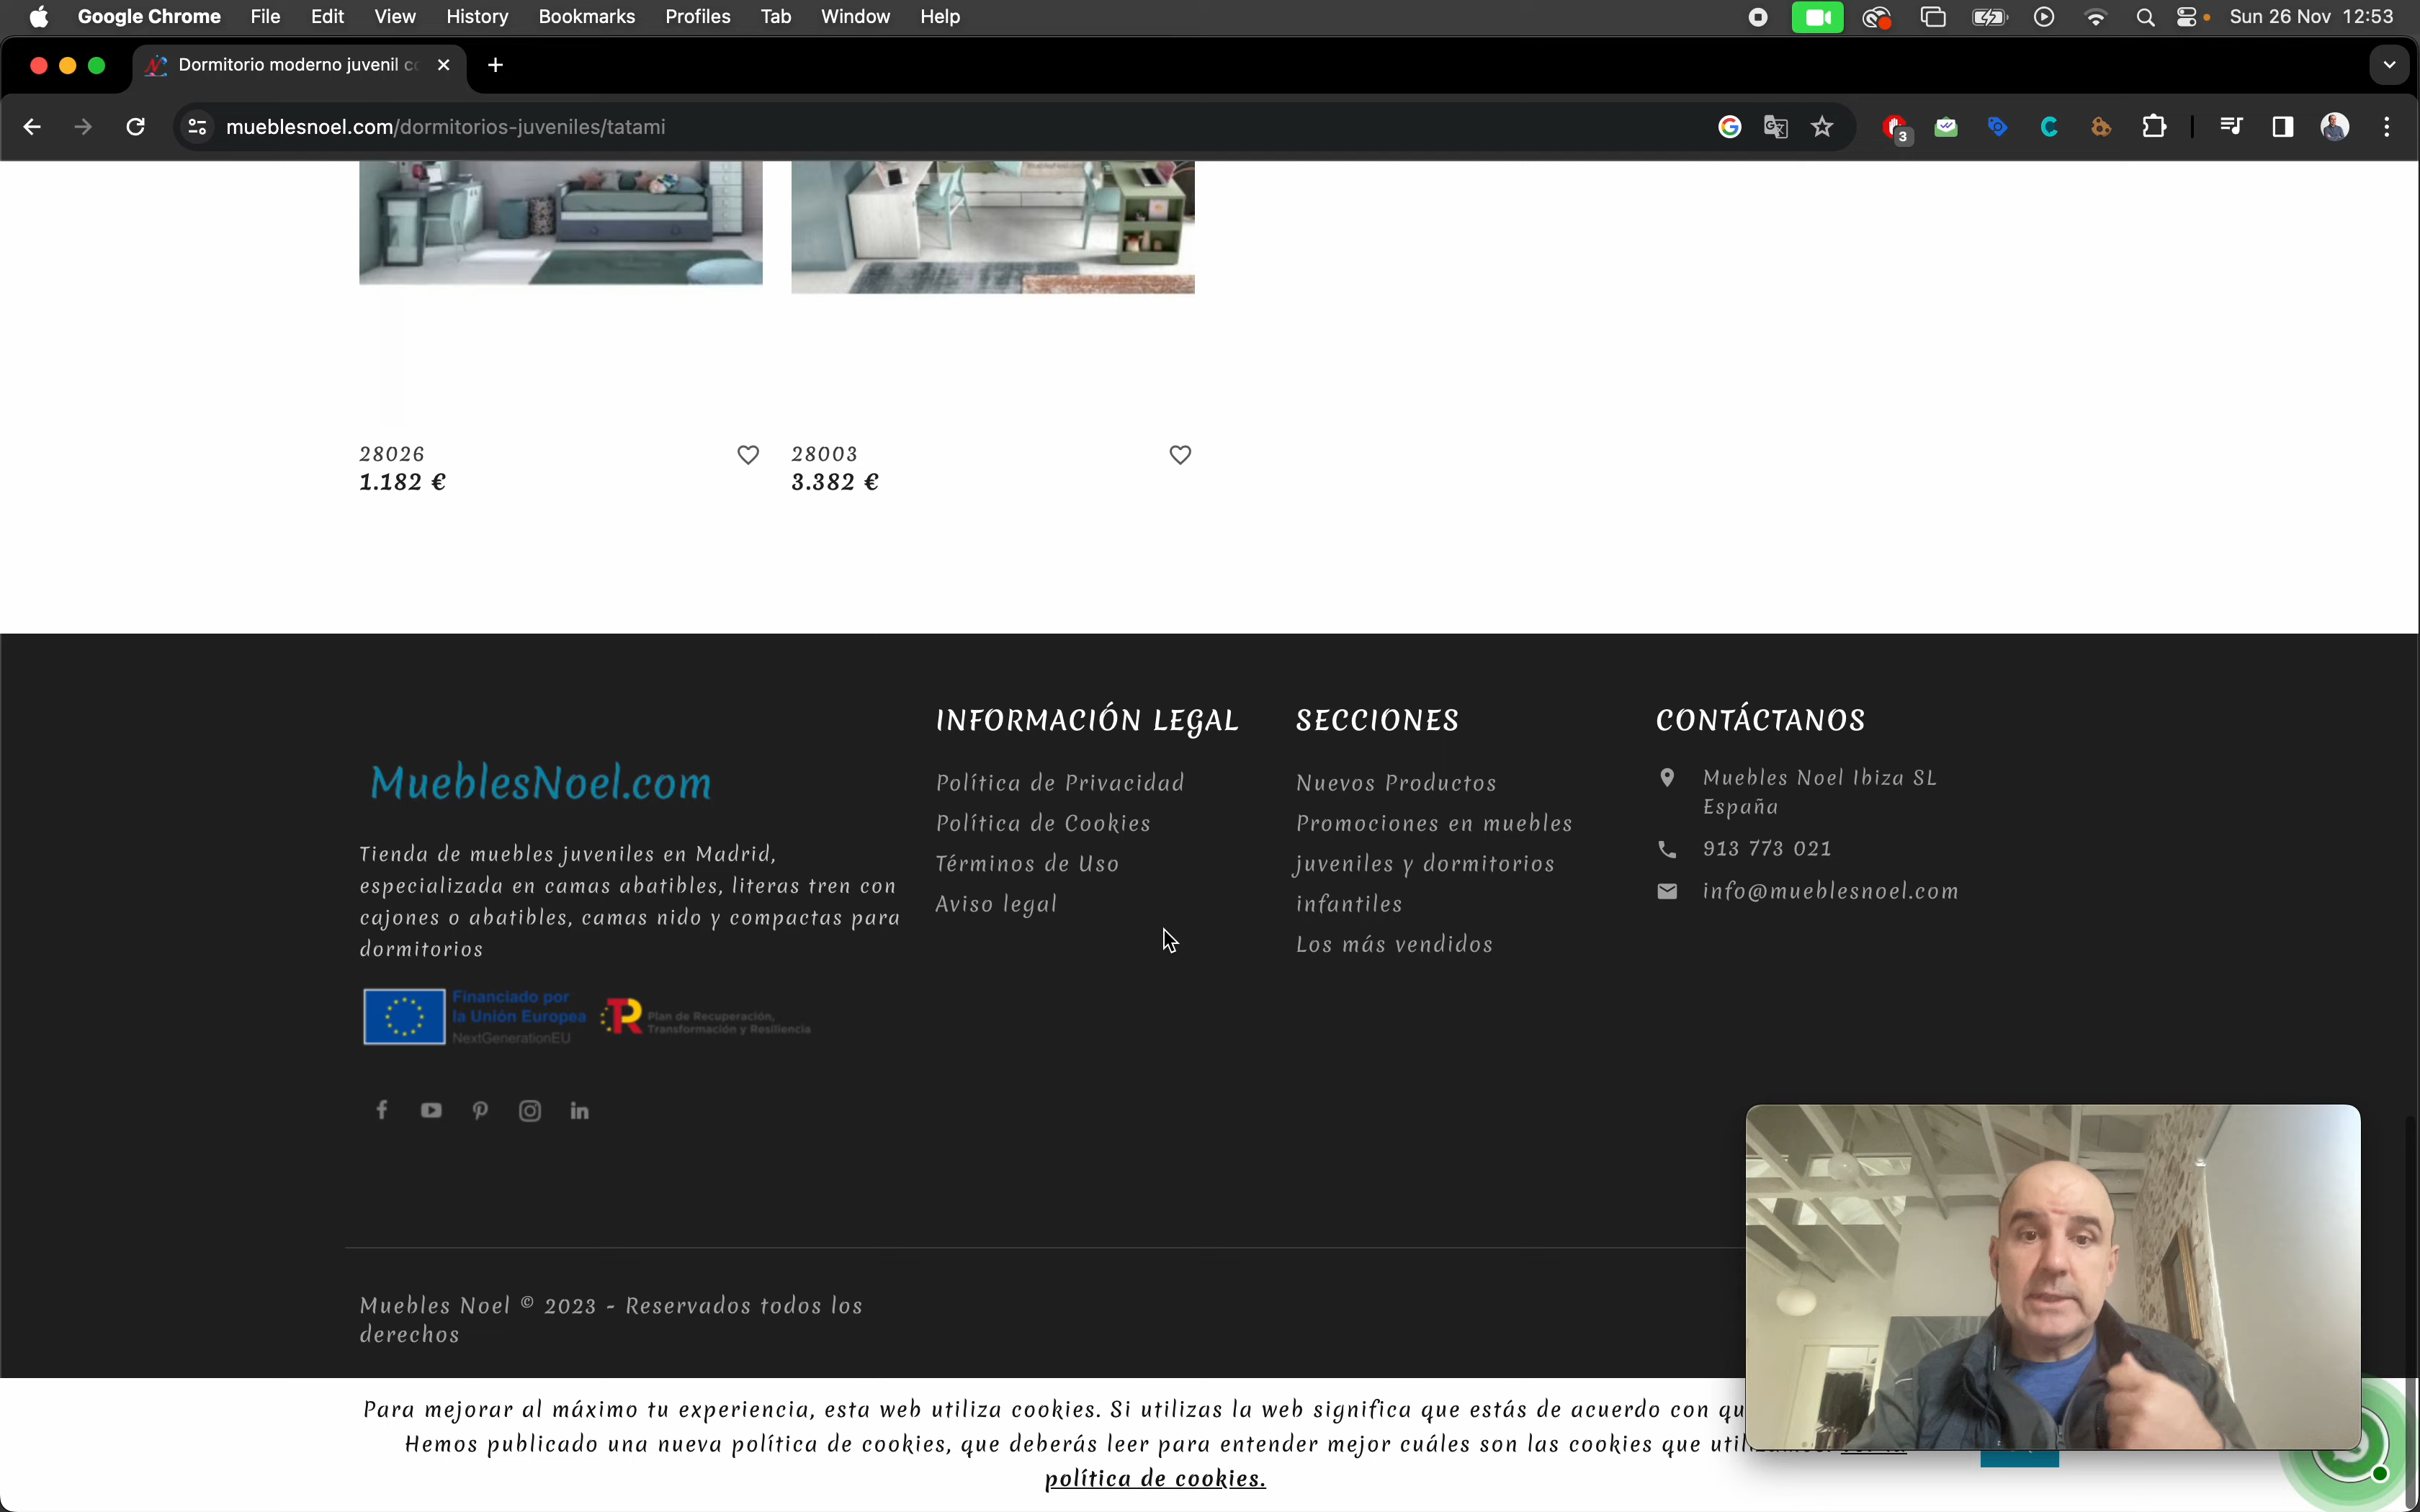 Google Chrome File Edit View History Bookmarks Profiles Tab Window Help Sun 26 Nov 12:53
Dormitorio moderno juvenil
mueblesnoel.com/dormitorios-juveniles/tatami
3
28026
1.182 €
28003
3.382 €
MueblesNoel.com
Tienda de muebles juveniles en Madrid,
especializada en camas abatibles, literas tren con
cajones o abatibles, camas nido y compactas para
dormitorios
Financiado por
la Unión Europea
NextGenerationEU
Plan de Recuperación,
Transformación y Resiliencia
INFORMACIÓN LEGAL
Política de Privacidad
Política de Cookies
Términos de Uso
Aviso legal
SECCIONES
Nuevos Productos
Promociones en muebles
juveniles y dormitorios
infantiles
Los más vendidos
CONTÁCTANOS
Muebles Noel Ibiza SL
España
913 773 021
info@mueblesnoel.com
Muebles Noel © 2023 - Reservados todos los
derechos
Para mejorar al máximo tu experiencia, esta web utiliza cookies. Si utilizas la web significa que estás de acuerdo con
Hemos publicado una nueva política de cookies, que deberás leer para entender mejor cuáles son las cookies que
política de cookies.